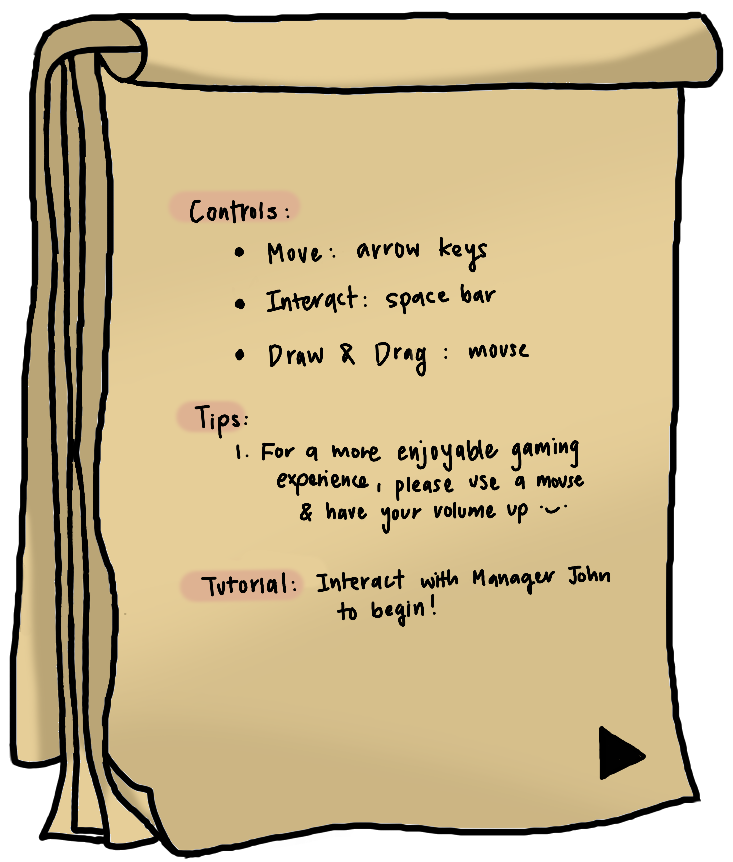 Controls:
• Move: arrow keys
• Interact: space bar
• Draw & Drag : mouse
Tips:
1. For a more enjoyable gaming
experience, please use a mouse
& have your volume up ·⌣·
Tutorial: Interact with Manager John
to begin!